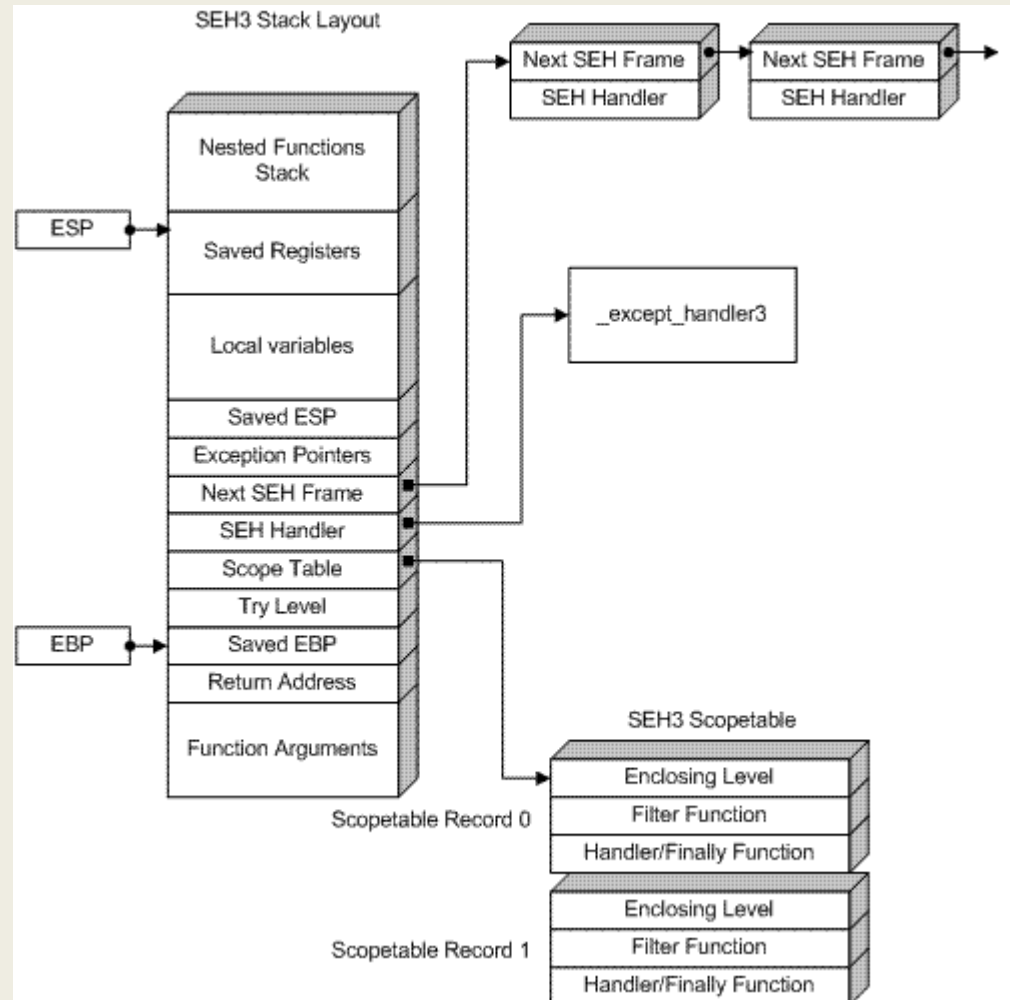 SEH3 Stack Layout
Next SEH Frame
SEH Handler
Next SEH Frame
SEH Handler
Nested Functions
Stack
ESP
Saved Registers
Local variables
_except_handler3
Saved ESP
Exception Pointers
Next SEH Frame
SEH Handler
Scope Table
Try Level
EBP
Saved EBP
Return Address
Function Arguments
SEH3 Scopetable
Scopetable Record 0
Enclosing Level
Filter Function
Handler/Finally Function
Scopetable Record 1
Enclosing Level
Filter Function
Handler/Finally Function